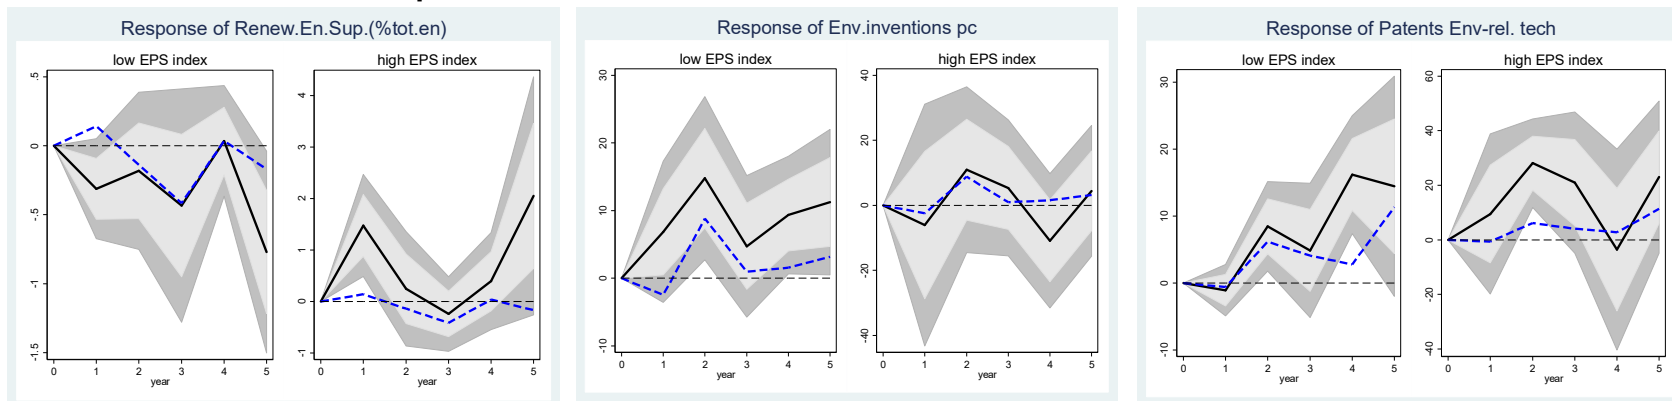 Response of Renew.En.Sup.(%tot.en)
low EPS index
high EPS index
.5
0
-.5
-1
-1.5
0 1 2 3 4 5
year
4
3
2
1
0
-1
0 1 2 3 4 5
year
Response of Env.inventions pc
low EPS index
high EPS index
30
20
10
0
-10
0 1 2 3 4 5
year
40
20
0
-20
-40
0 1 2 3 4 5
year
Response of Patents Env-rel. tech
low EPS index
high EPS index
30
20
10
0
-10
0 1 2 3 4 5
year
60
40
20
0
-20
-40
0 1 2 3 4 5
year